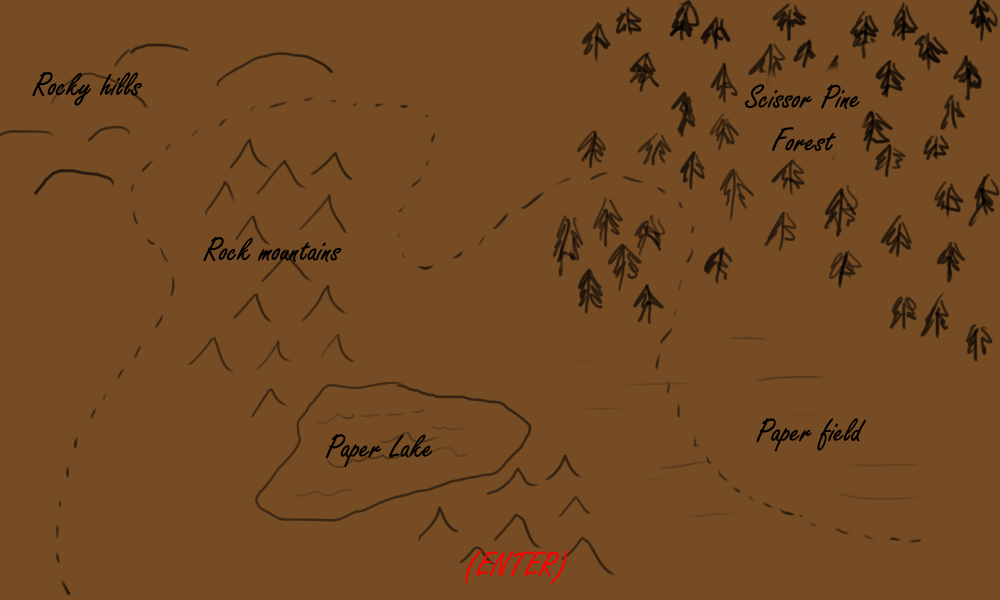 Rocky hills
Scissor Pine
Forest
Rock mountains
Paper Lake
Paper field
(ENTER)